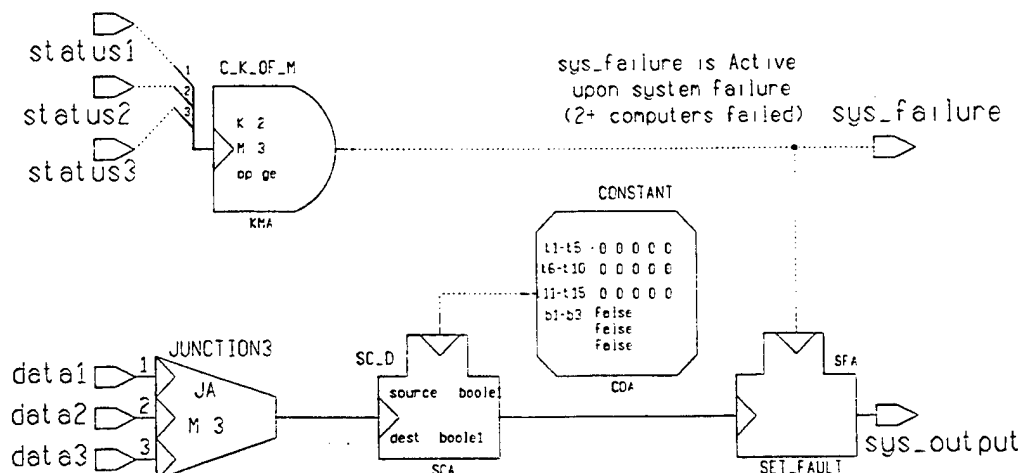 status1
status2
status3
1
2
3
C_K_OF_M
K 2
M 3
op ge
KMA
sys_failure is Active
upon system failure
(2+ computers failed)
sys_failure
CONSTANT
t1-t5 - 0 0 0 0 0
t6-t10 0 0 0 0 0
t11-t15 0 0 0 0 0
b1-b3 False
False
False
COA
JUNCTION3
JA
M 3
data1
data2
data3
1
2
3
SC_D
source boole1
dest boole1
SCA
SFA
SET_FAULT
sys_output